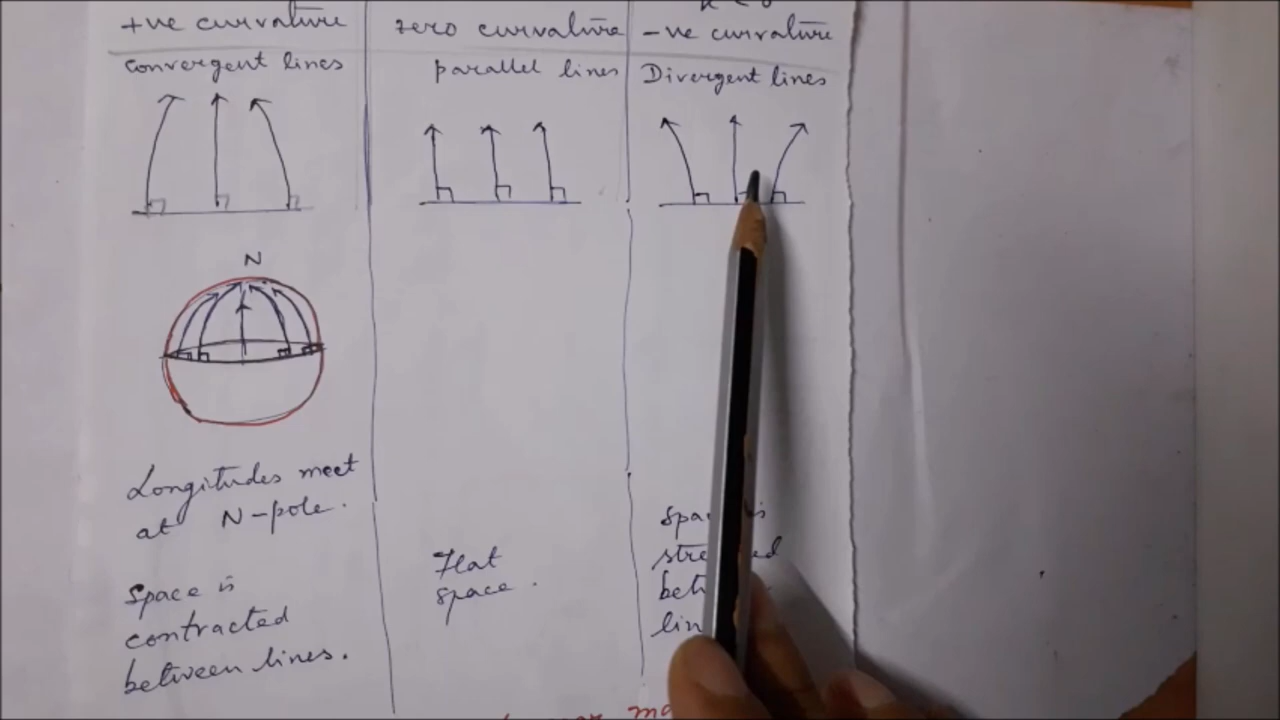 +ve curvature
convergent lines
N
Longitudes meet
at N-pole.
Space is
contracted
between lines.
zero curvature
parallel lines
Flat
space.
-ve curvature
Divergent lines
is